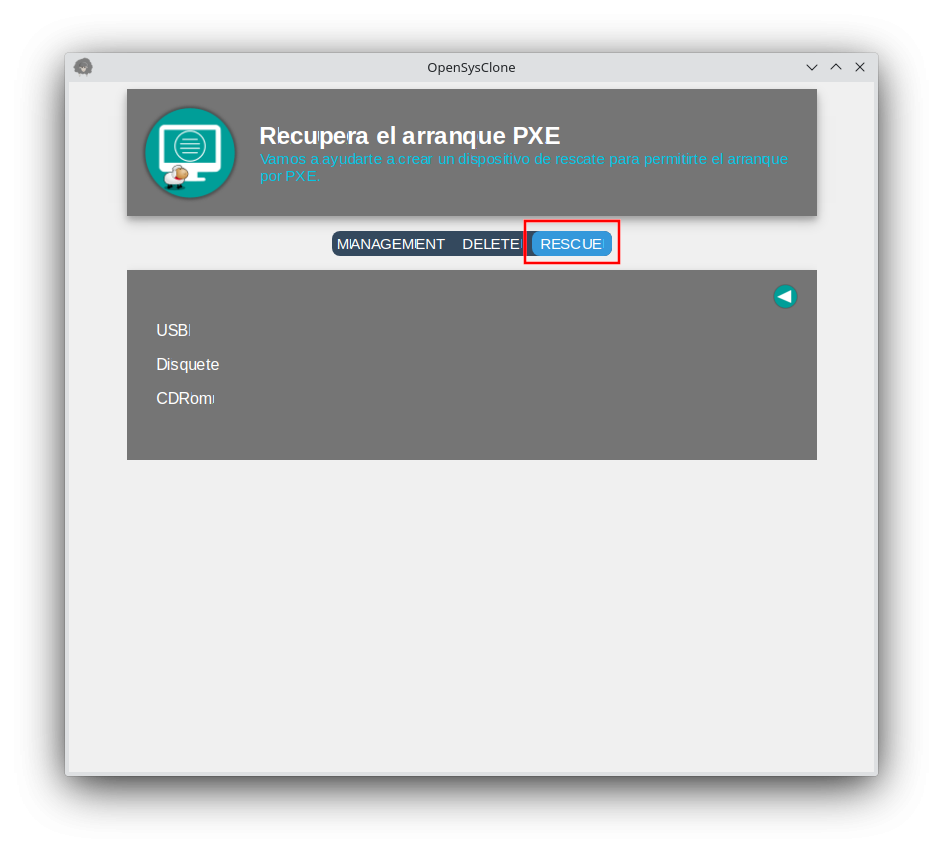 OpenSysClone
Recupera el arranque PXE
Vamos a ayudarte a crear un dispositivo de rescate para permitirte el arranque
por PXE.
MANAGEMENT DELETE RESCUE
USB
Disquete
CDRom